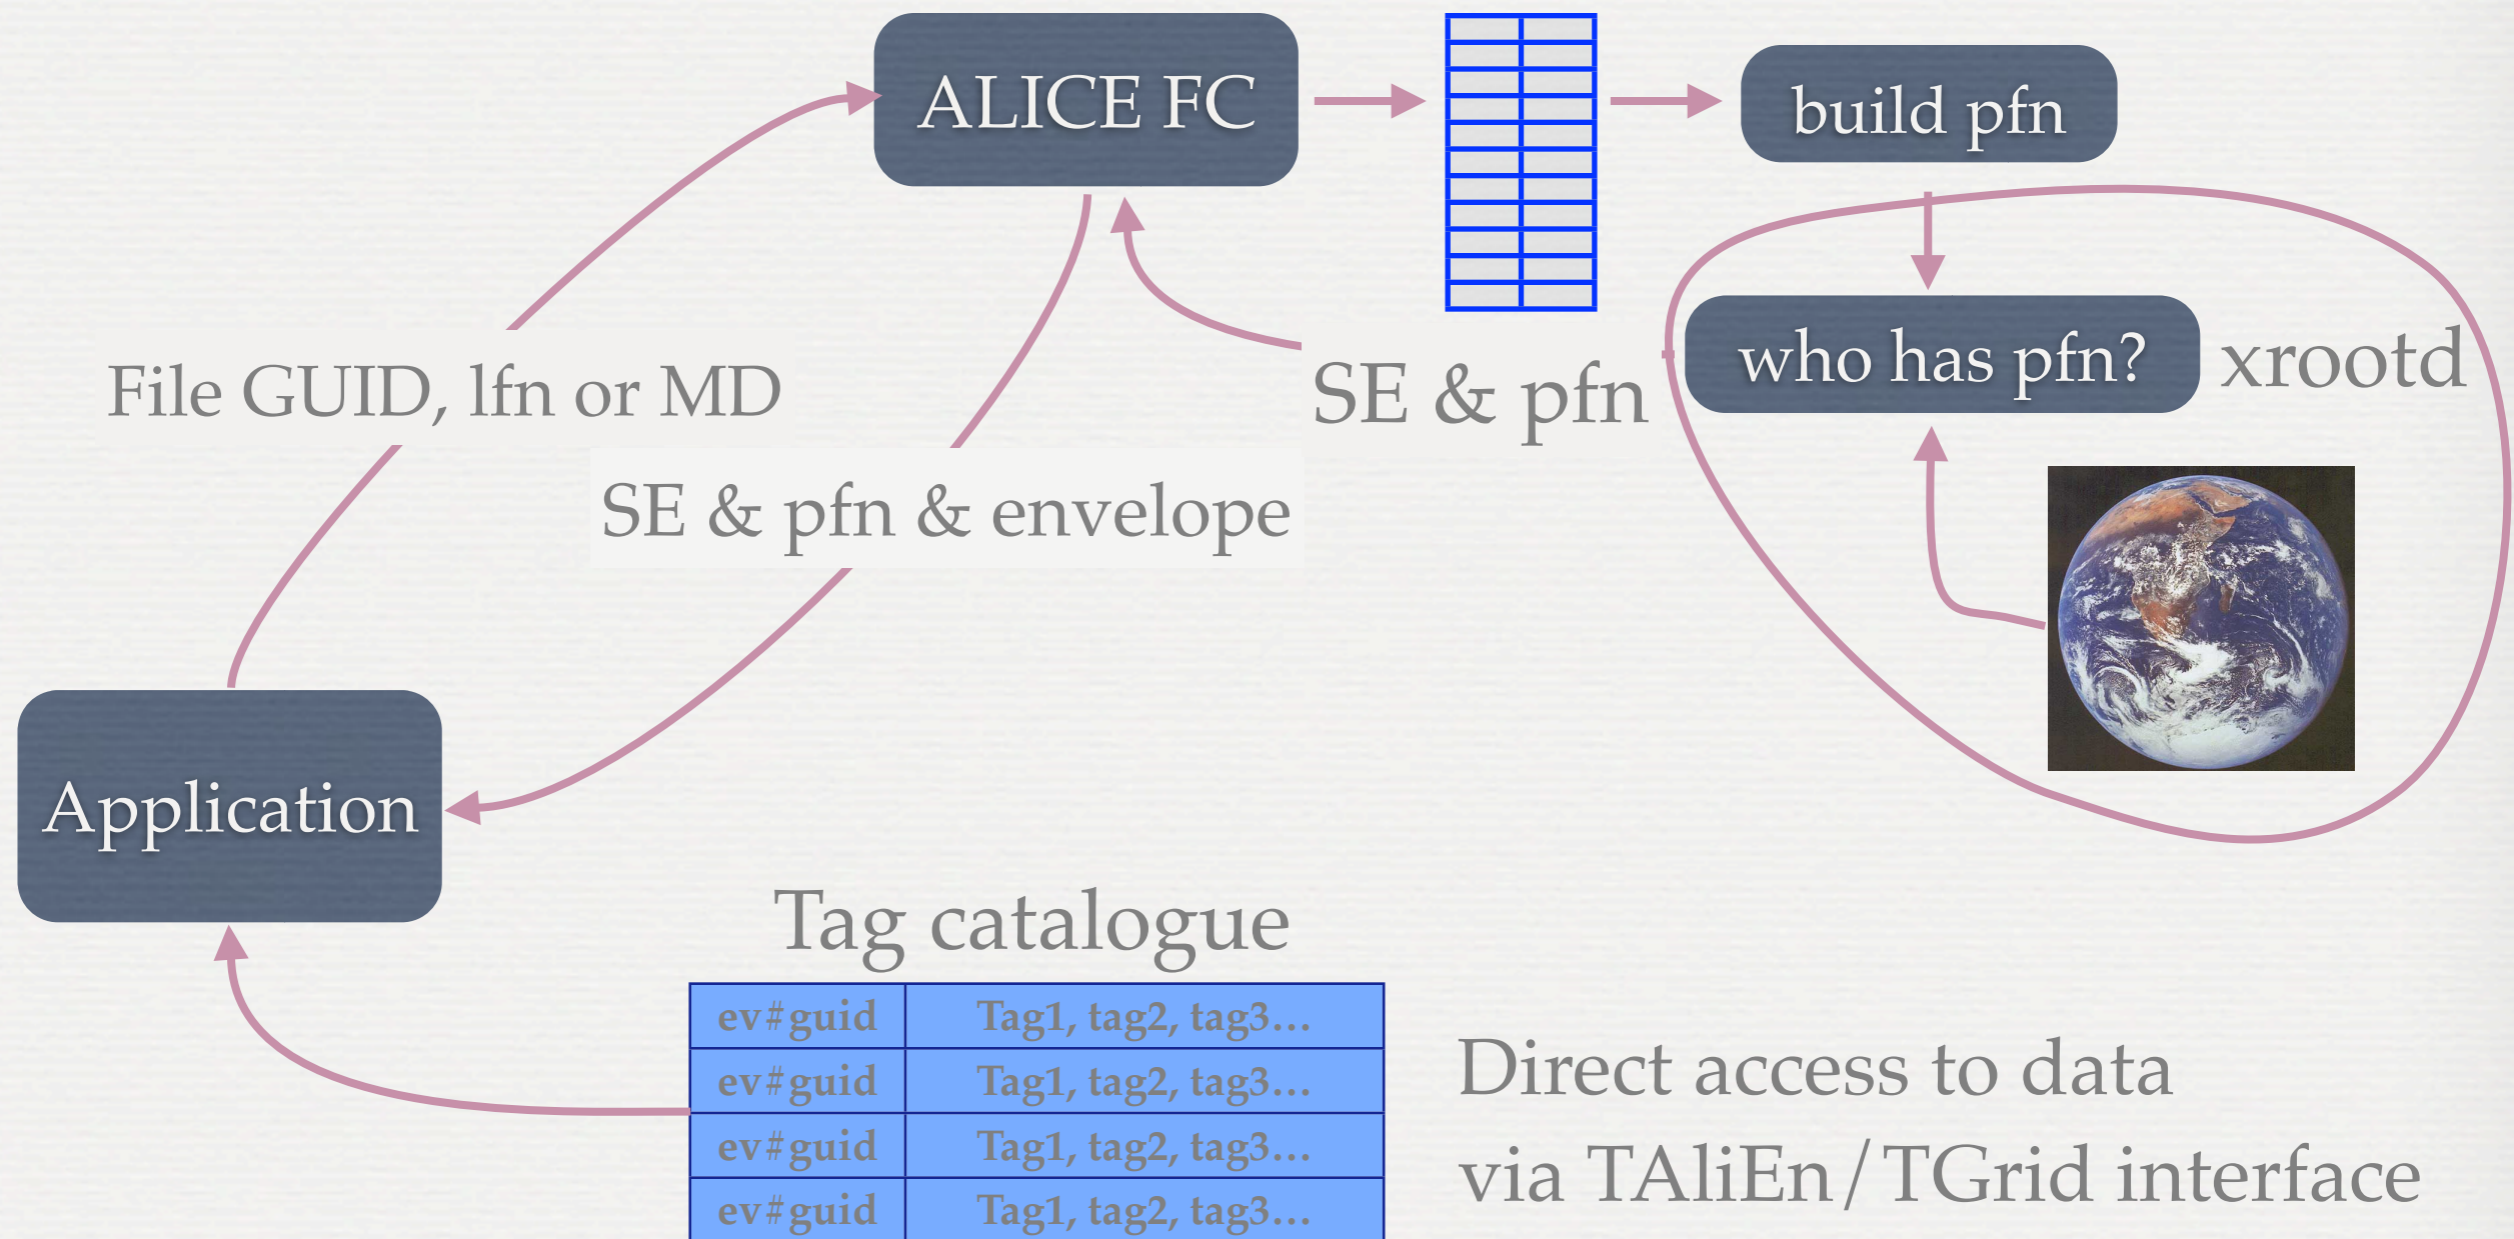 ALICE FC
build pfn
who has pfn?
xrootd
File GUID, lfn or MD
SE & pfn
SE & pfn & envelope
Application
Tag catalogue
ev#guid Tag1, tag2, tag3...
ev#guid Tag1, tag2, tag3...
ev#guid Tag1, tag2, tag3...
ev#guid Tag1, tag2, tag3...
Direct access to data
via TAliEn/TGrid interface